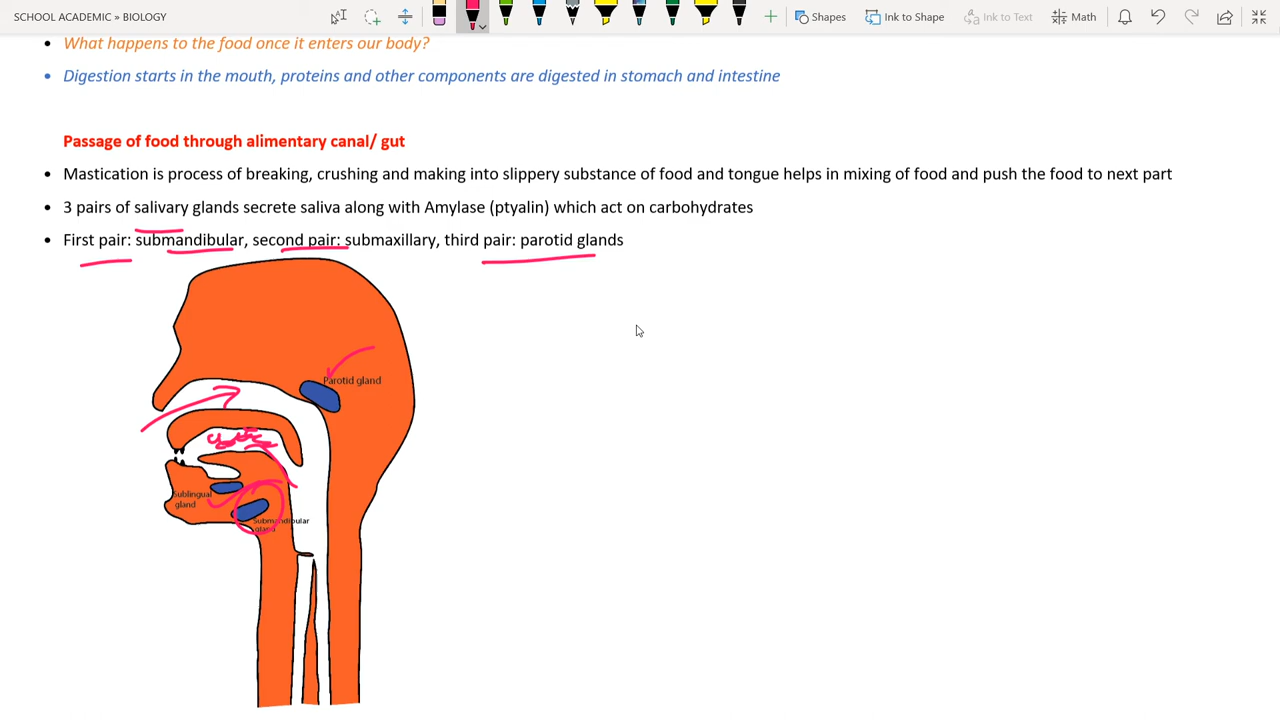 SCHOOL ACADEMIC » BIOLOGY
Shapes
Ink to Shape
Ink to Text
Math
• What happens to the food once it enters our body?
• Digestion starts in the mouth, proteins and other components are digested in stomach and intestine
Passage of food through alimentary canal/ gut
• Mastication is process of breaking, crushing and making into slippery substance of food and tongue helps in mixing of food and push the food to next part
• 3 pairs of salivary glands secrete saliva along with Amylase (ptyalin) which act on carbohydrates
• First pair: submandibular, second pair: submaxillary, third pair: parotid glands
Parotid gland
Sublingual
gland
Submandibular
gland